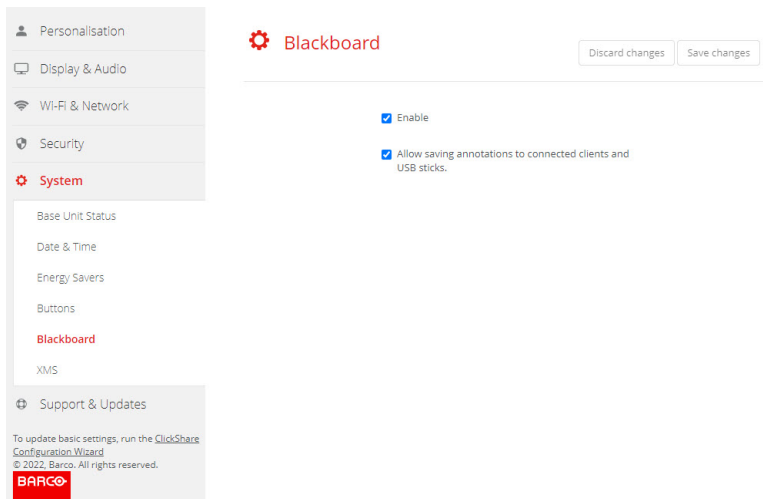 Personalisation
Display & Audio
Wi-Fi & Network
Security
System
Base Unit Status
Date & Time
Energy Savers
Buttons
Blackboard
XMS
Support & Updates
To update basic settings, run the ClickShare
Configuration Wizard
© 2022, Barco. All rights reserved.
BARCO
Blackboard
Discard changes
Save changes
Enable
Allow saving annotations to connected clients and
USB sticks.